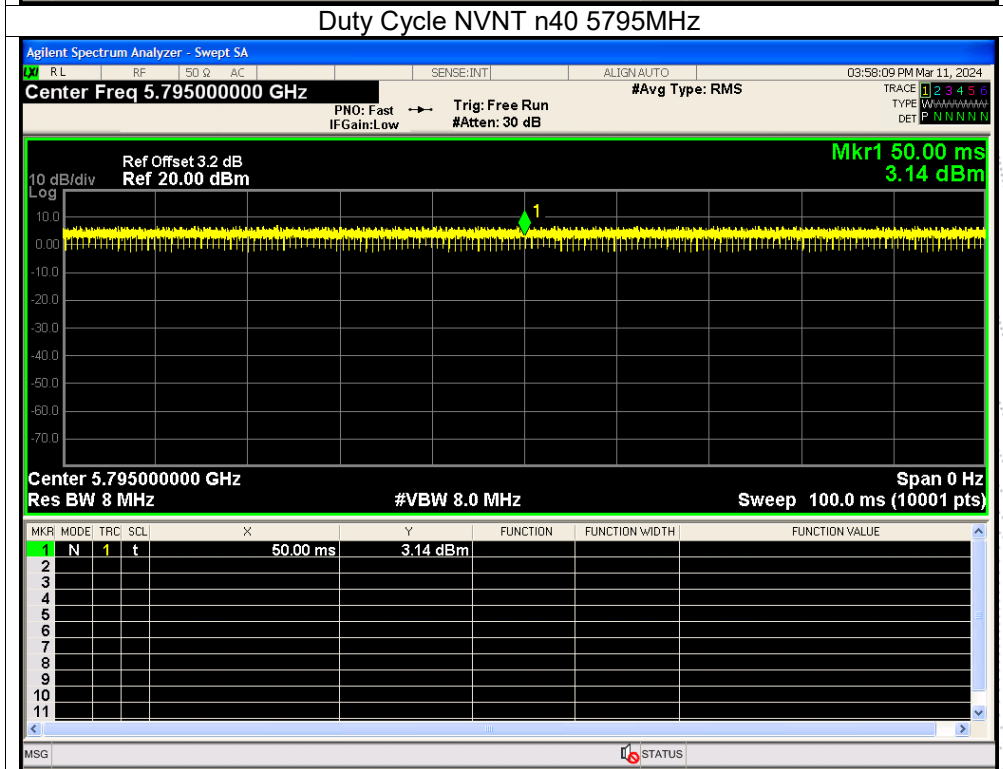 Duty Cycle NVNT n40 5795MHz
Agilent Spectrum Analyzer - Swept SA
LXI RL RF 50 Ω AC SENSE:INT ALIGN AUTO 03:58:09 PM Mar 11, 2024
Center Freq 5.795000000 GHz #Avg Type: RMS TRACE 1 2 3 4 5 6
PNO: Fast Trig: Free Run TYPE WWWWWW
IFGain:Low #Atten: 30 dB DET P N N N N N
Mkr1 50.00 ms
Ref Offset 3.2 dB
10 dB/div Ref 20.00 dBm 3.14 dBm
Log
1
10.0
0.00
-10.0
-20.0
-30.0
-40.0
-50.0
-60.0
-70.0
Center 5.795000000 GHz Span 0 Hz
Res BW 8 MHz #VBW 8.0 MHz Sweep 100.0 ms (10001 pts)
MKR MODE TRC SCL X Y FUNCTION FUNCTION WIDTH FUNCTION VALUE
1 N 1 t 50.00 ms 3.14 dBm
2
3
4
5
6
7
8
9
10
11
MSG STATUS